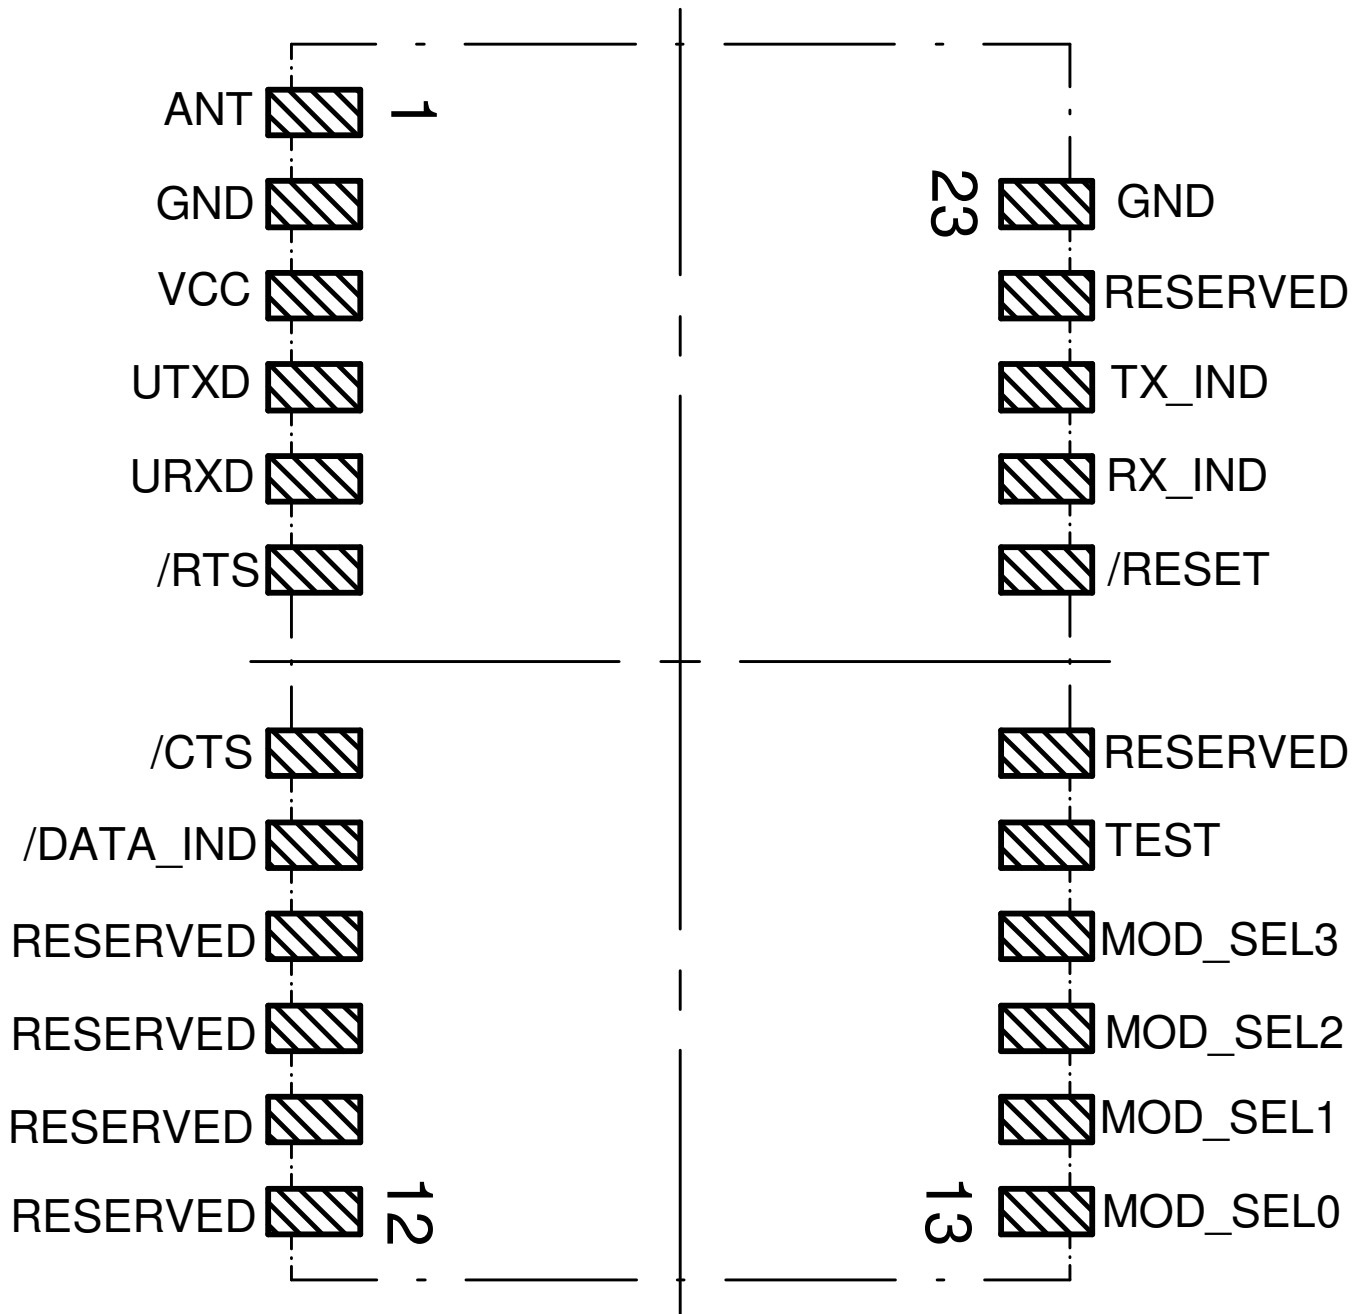 ANT
1
GND
23
GND
VCC
RESERVED
UTXD
TX_IND
URXD
RX_IND
/RTS
/RESET
/CTS
RESERVED
/DATA_IND
TEST
RESERVED
MOD_SEL3
RESERVED
MOD_SEL2
RESERVED
MOD_SEL1
RESERVED
12
13
MOD_SEL0